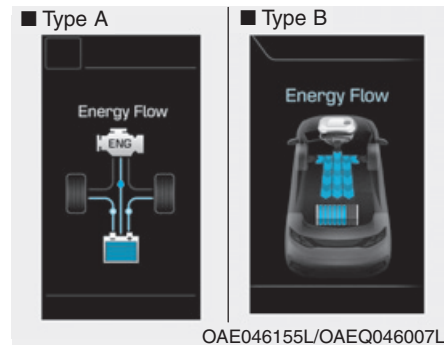 ■ Type A
■ Type B
Energy Flow
ENG
Energy Flow
OAE046155L/OAEQ046007L